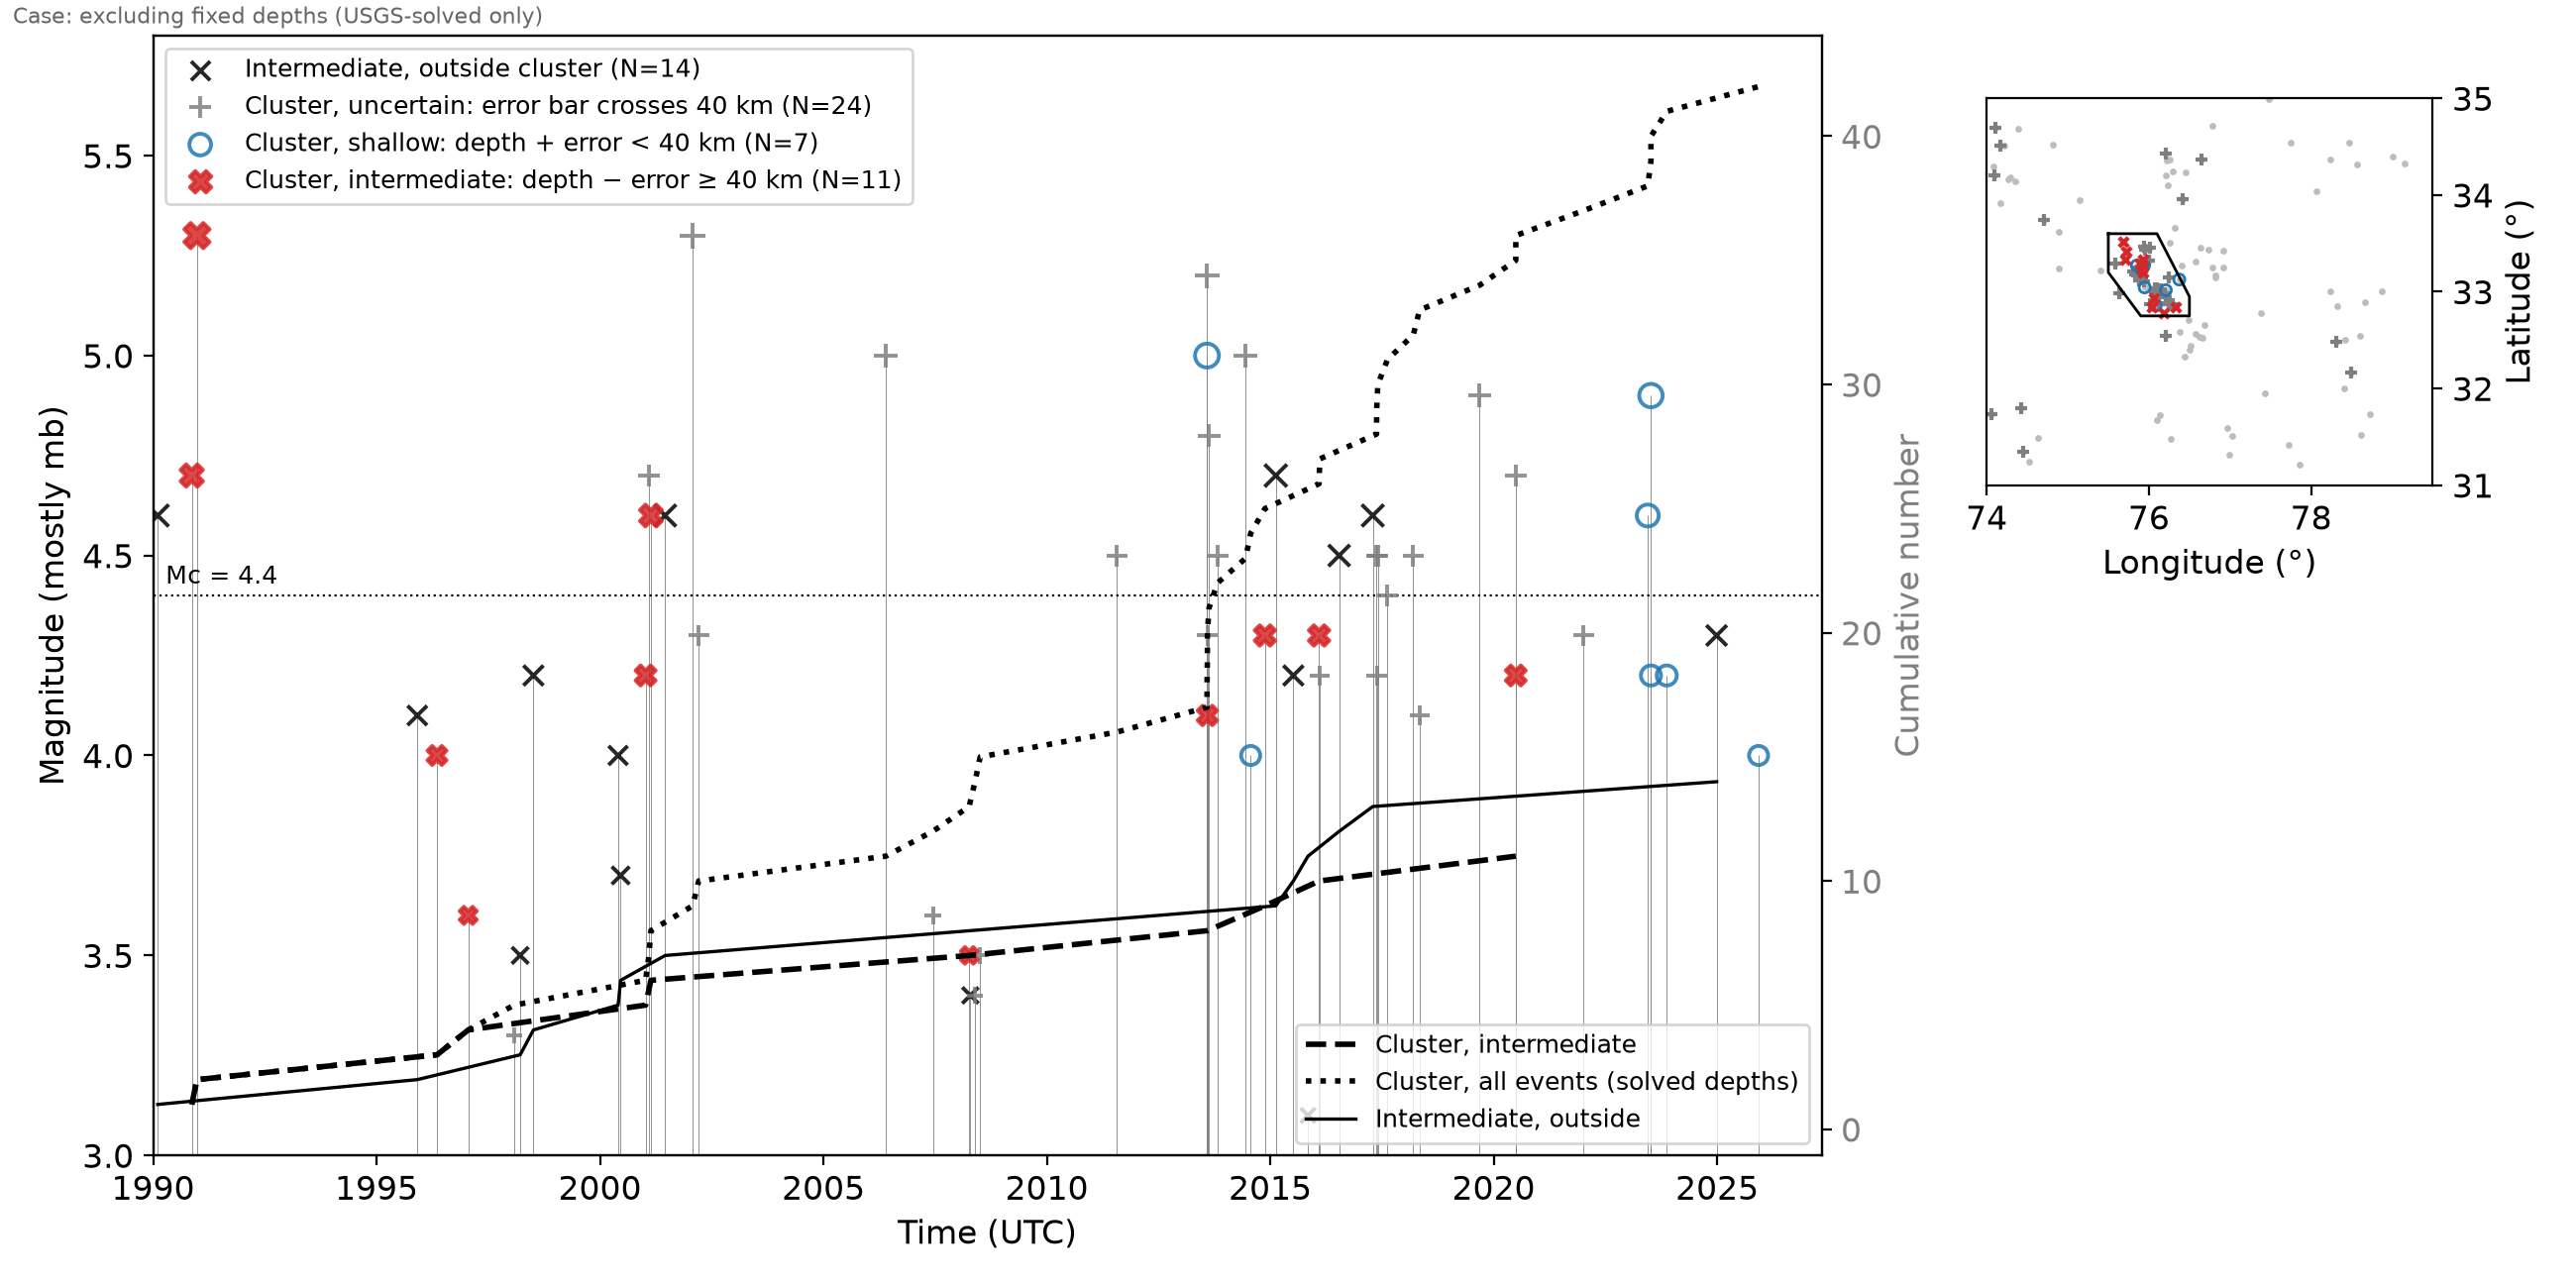 Case: excluding fixed depths (USGS-solved only)
Intermediate, outside cluster (N=14)
Cluster, uncertain: error bar crosses 40 km (N=24)
Cluster, shallow: depth + error < 40 km (N=7)
Cluster, intermediate: depth − error ≥ 40 km (N=11)
Magnitude (mostly mb)
5.5
5.0
4.5
4.0
3.5
3.0
Mc = 4.4
1990
1995
2000
2005
2010
2015
2020
2025
Time (UTC)
Cluster, intermediate
Cluster, all events (solved depths)
Intermediate, outside
40
30
20
10
0
Cumulative number
35
34
33
32
31
Latitude (°)
74
76
78
Longitude (°)